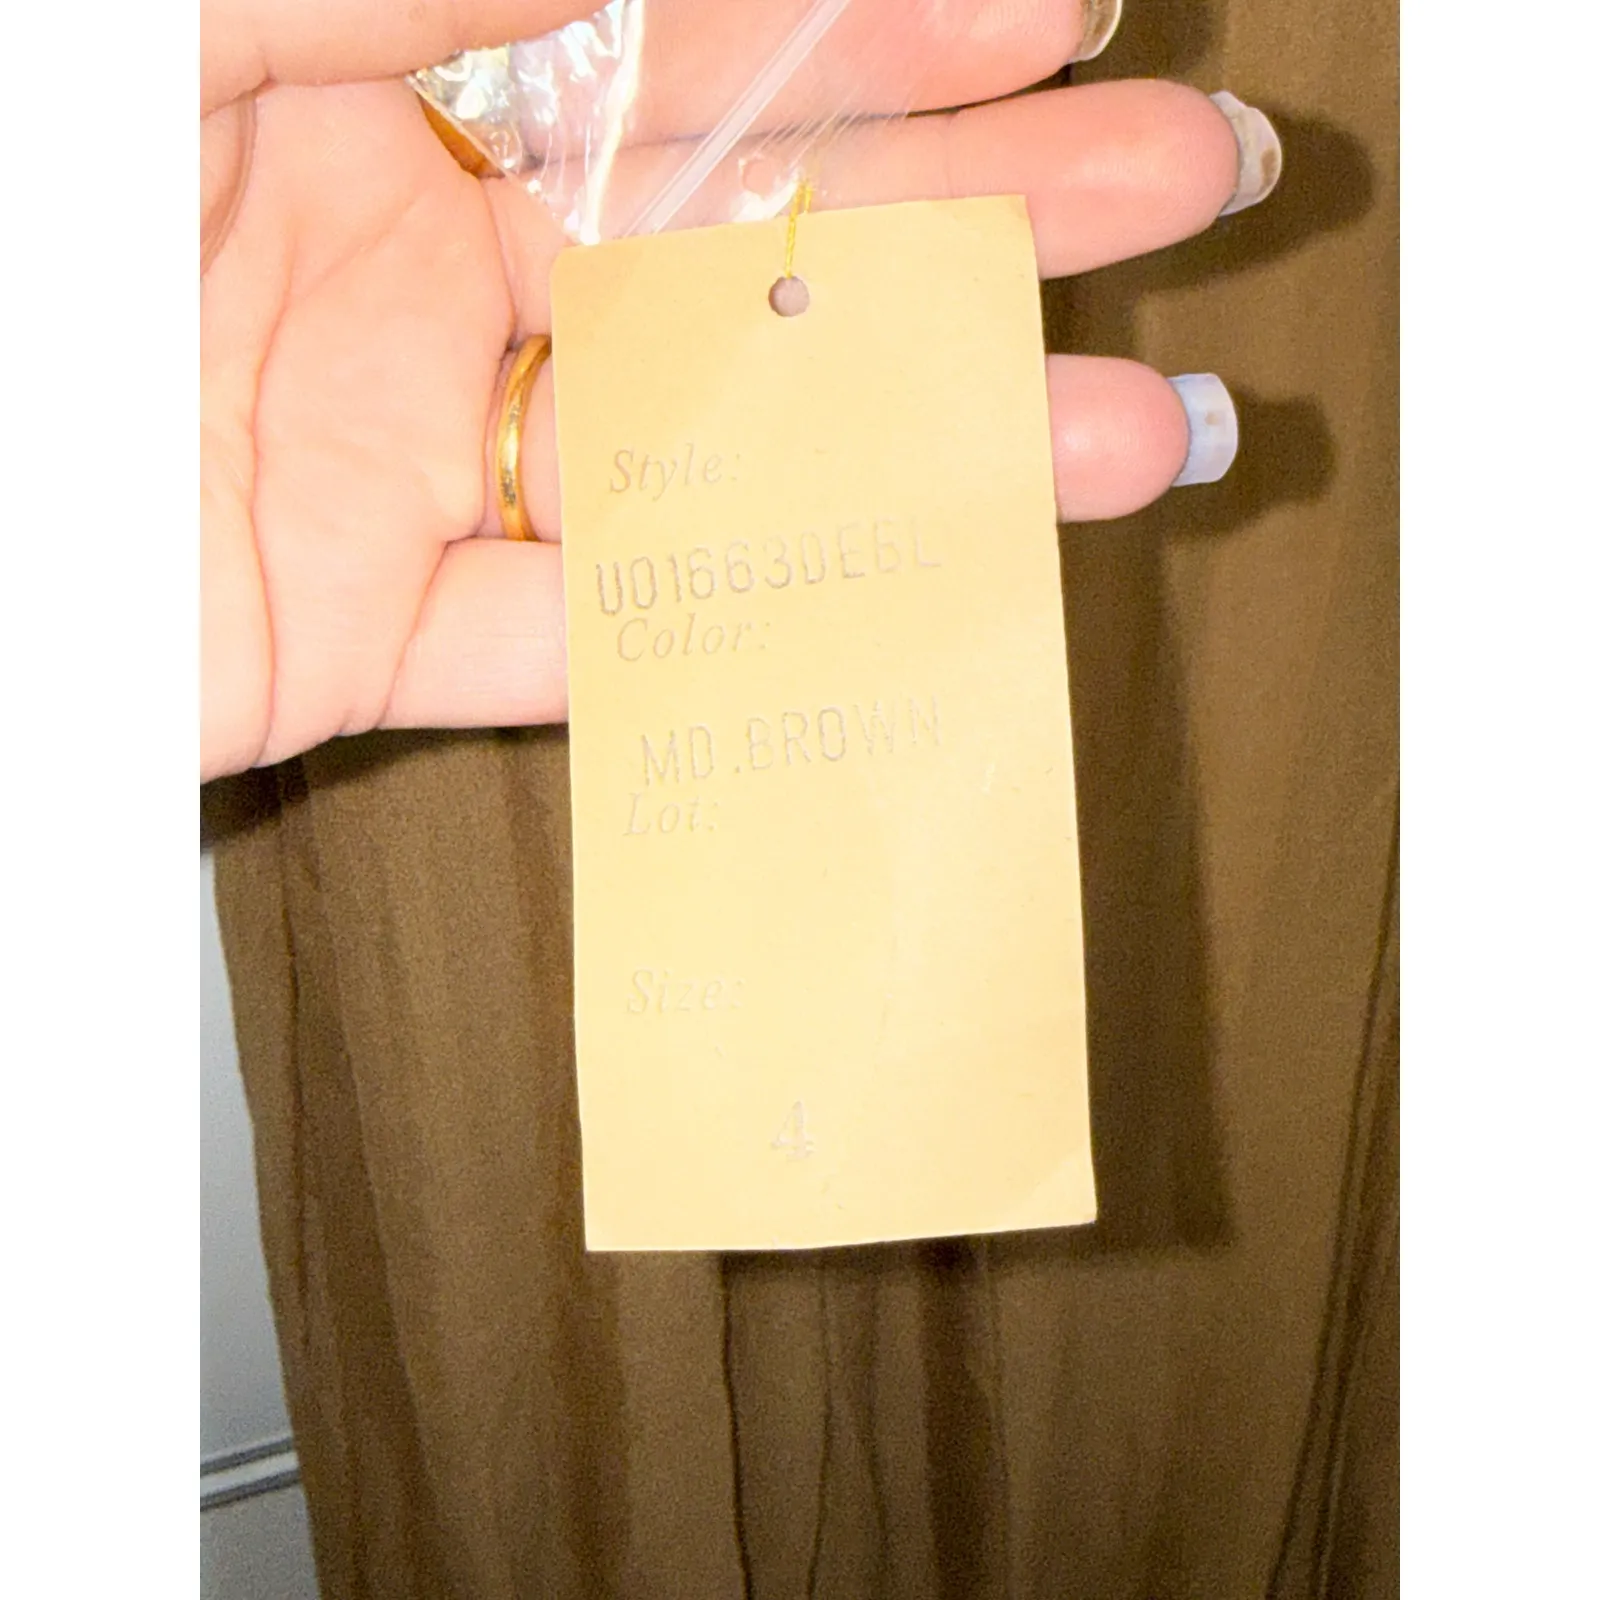 Style:
U016630E6L
Color:
MD.BROWN
Lot:
Size:
4